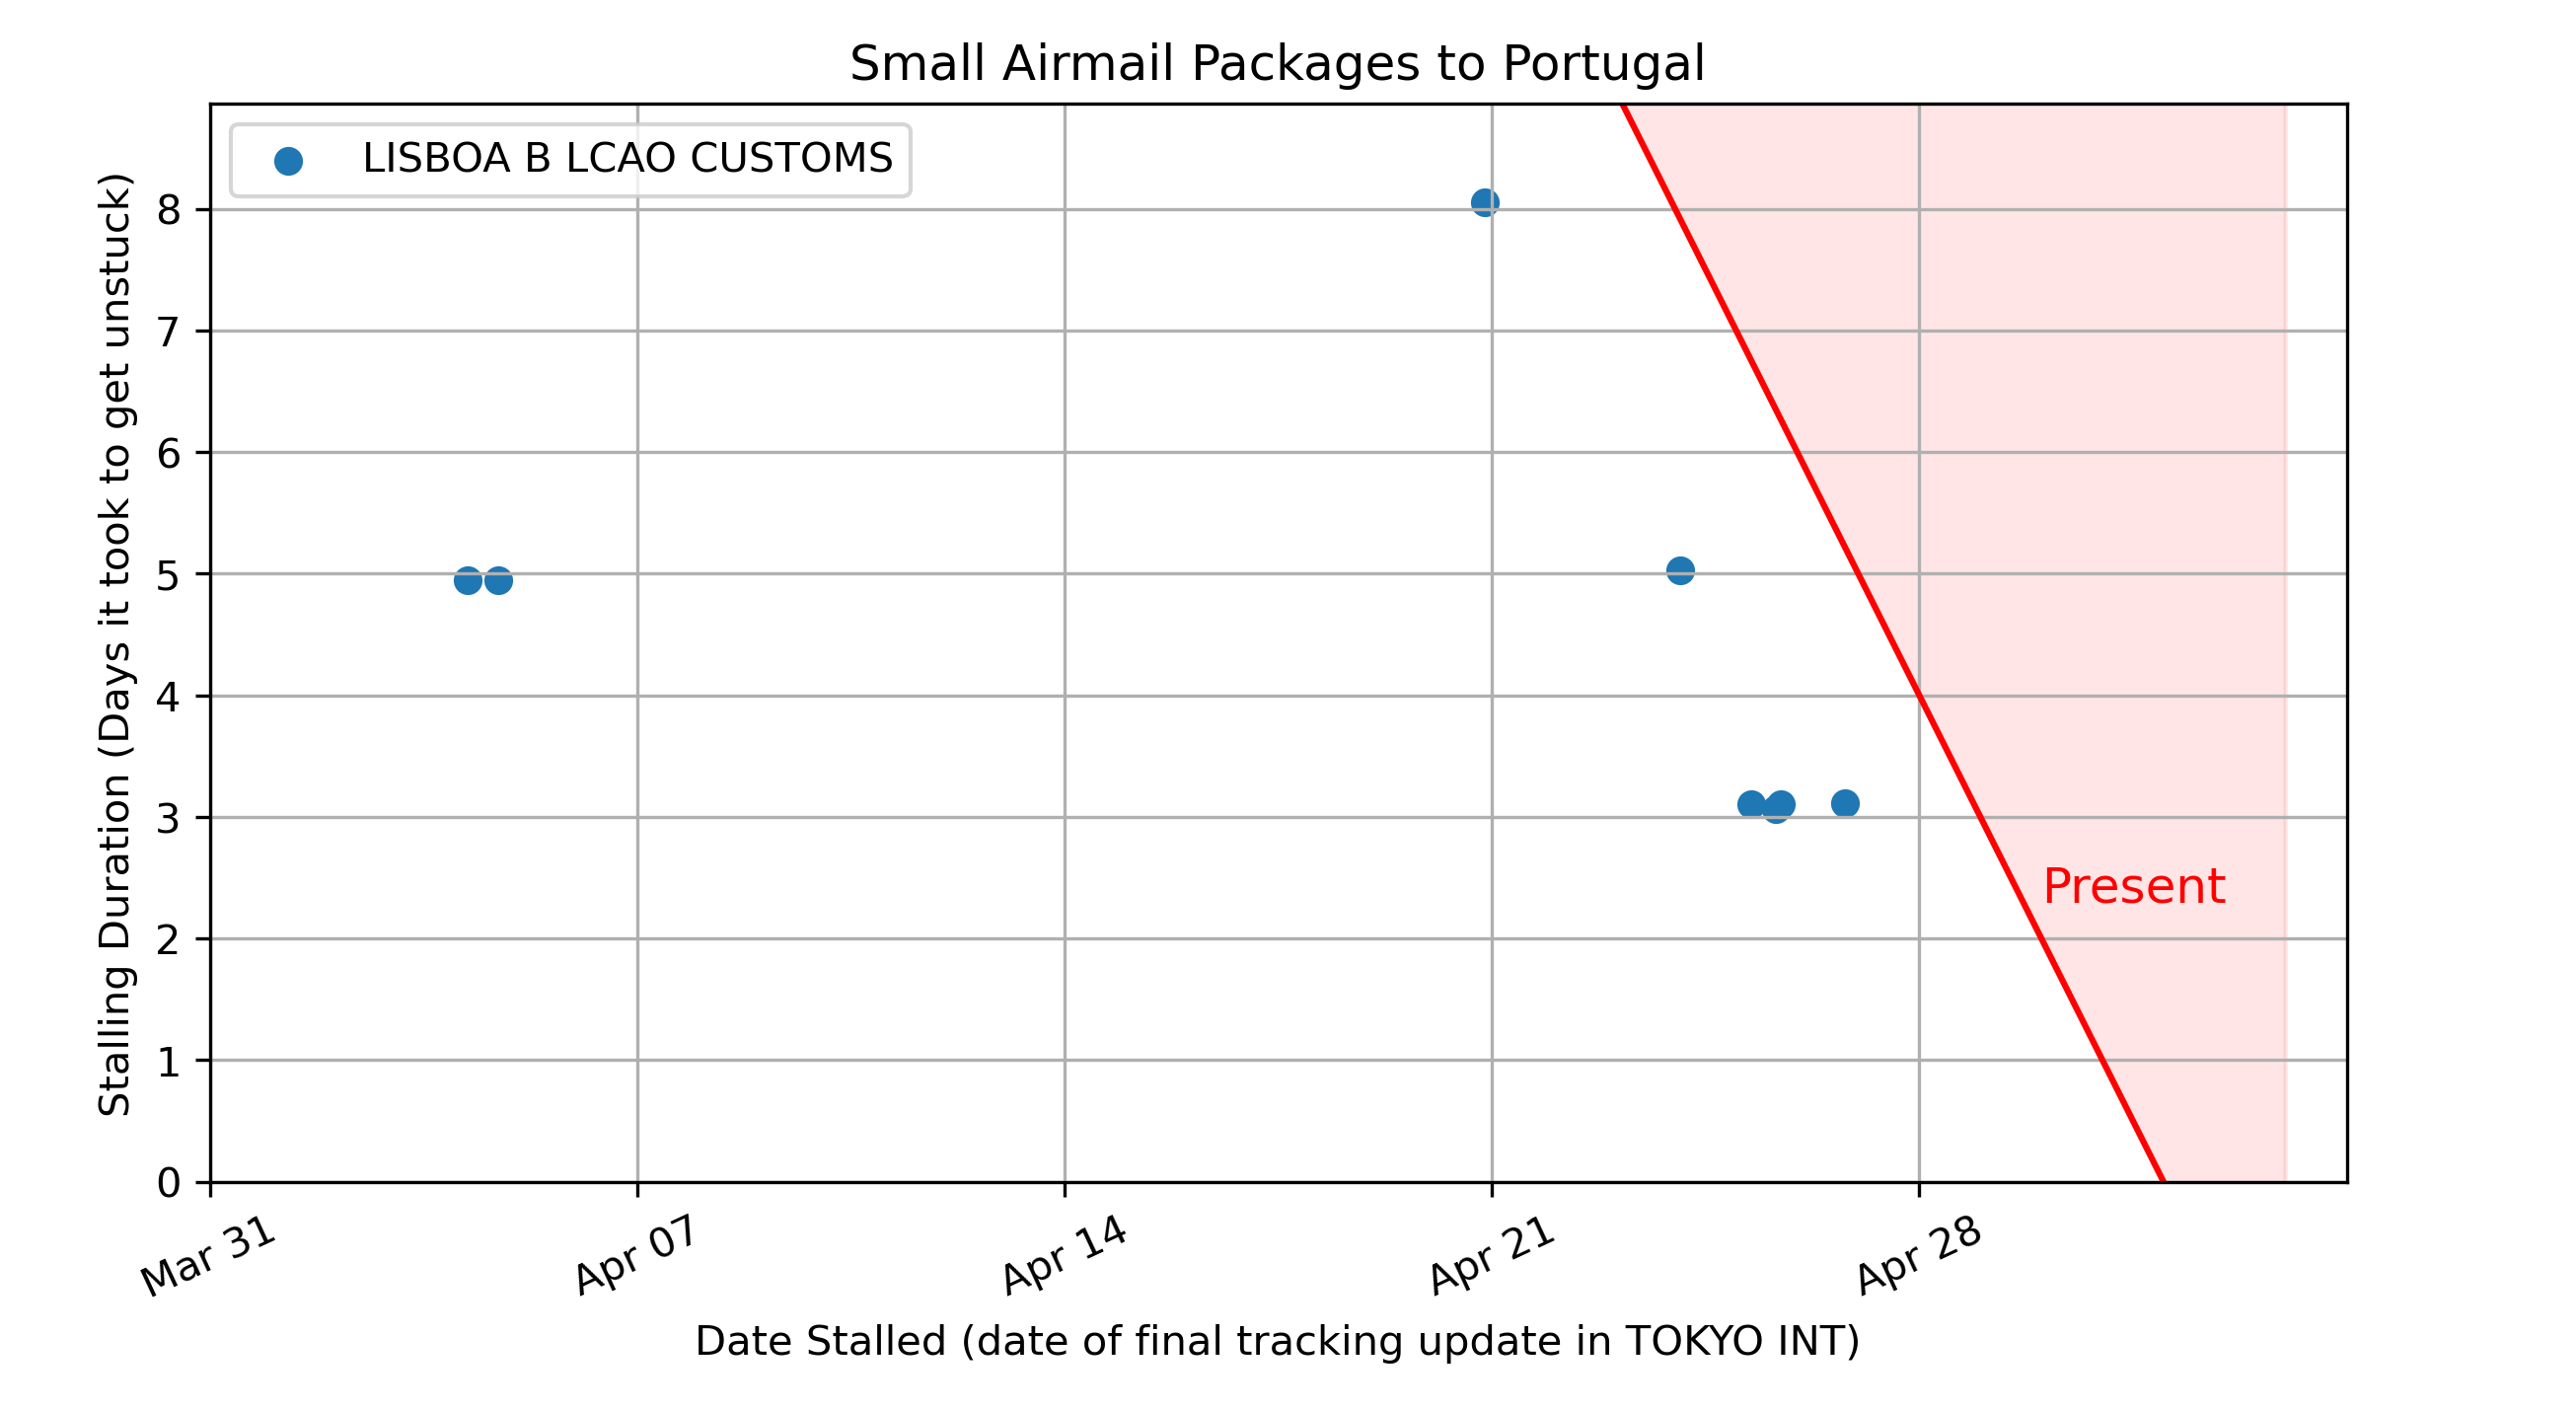 Small Airmail Packages to Portugal
LISBOA B LCAO CUSTOMS
Stalling Duration (Days it took to get unstuck)
8
7
6
5
4
3
2
1
0
Present
Mar 31
Apr 07
Apr 14
Apr 21
Apr 28
Date Stalled (date of final tracking update in TOKYO INT)